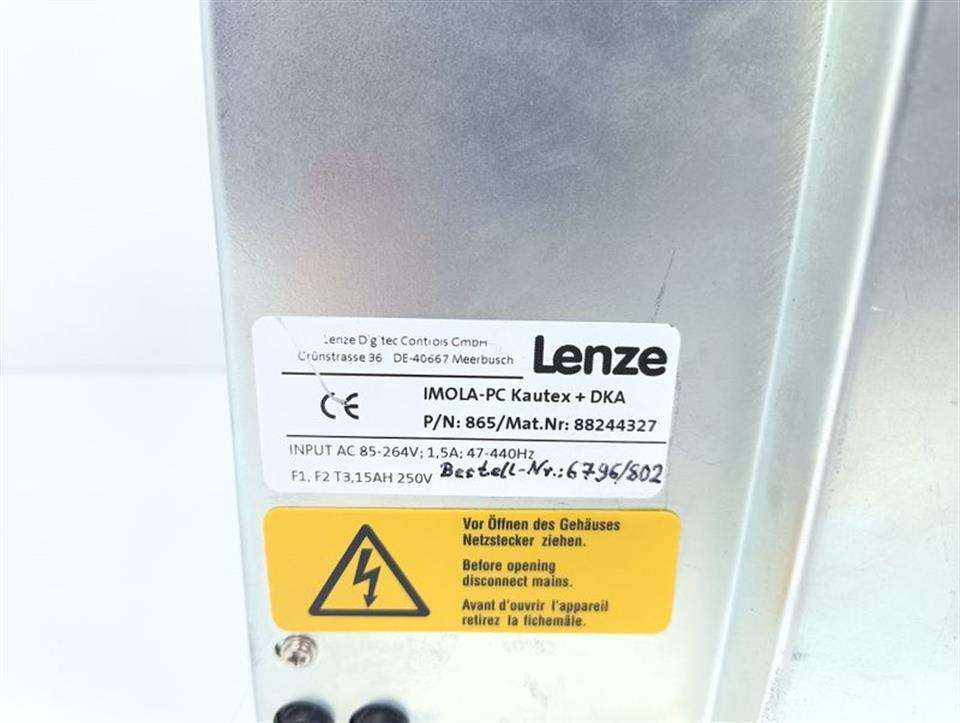 Lenze Digitec Controls GmbH
Grünstrasse 36 DE-40667 Meerbusch
Lenze
CE
IMOLA-PC Kautex + DKA
P/N: 865/Mat.Nr: 88244327
INPUT AC 85-264V; 1,5A; 47-440Hz
F1, F2 T3,15AH 250V Bestell-Nr.: 6796/802
Vor Öffnen des Gehäuses
Netzstecker ziehen.
Before opening
disconnect mains.
Avant d'ouvrir l'appareil
retirez la fichemâle.